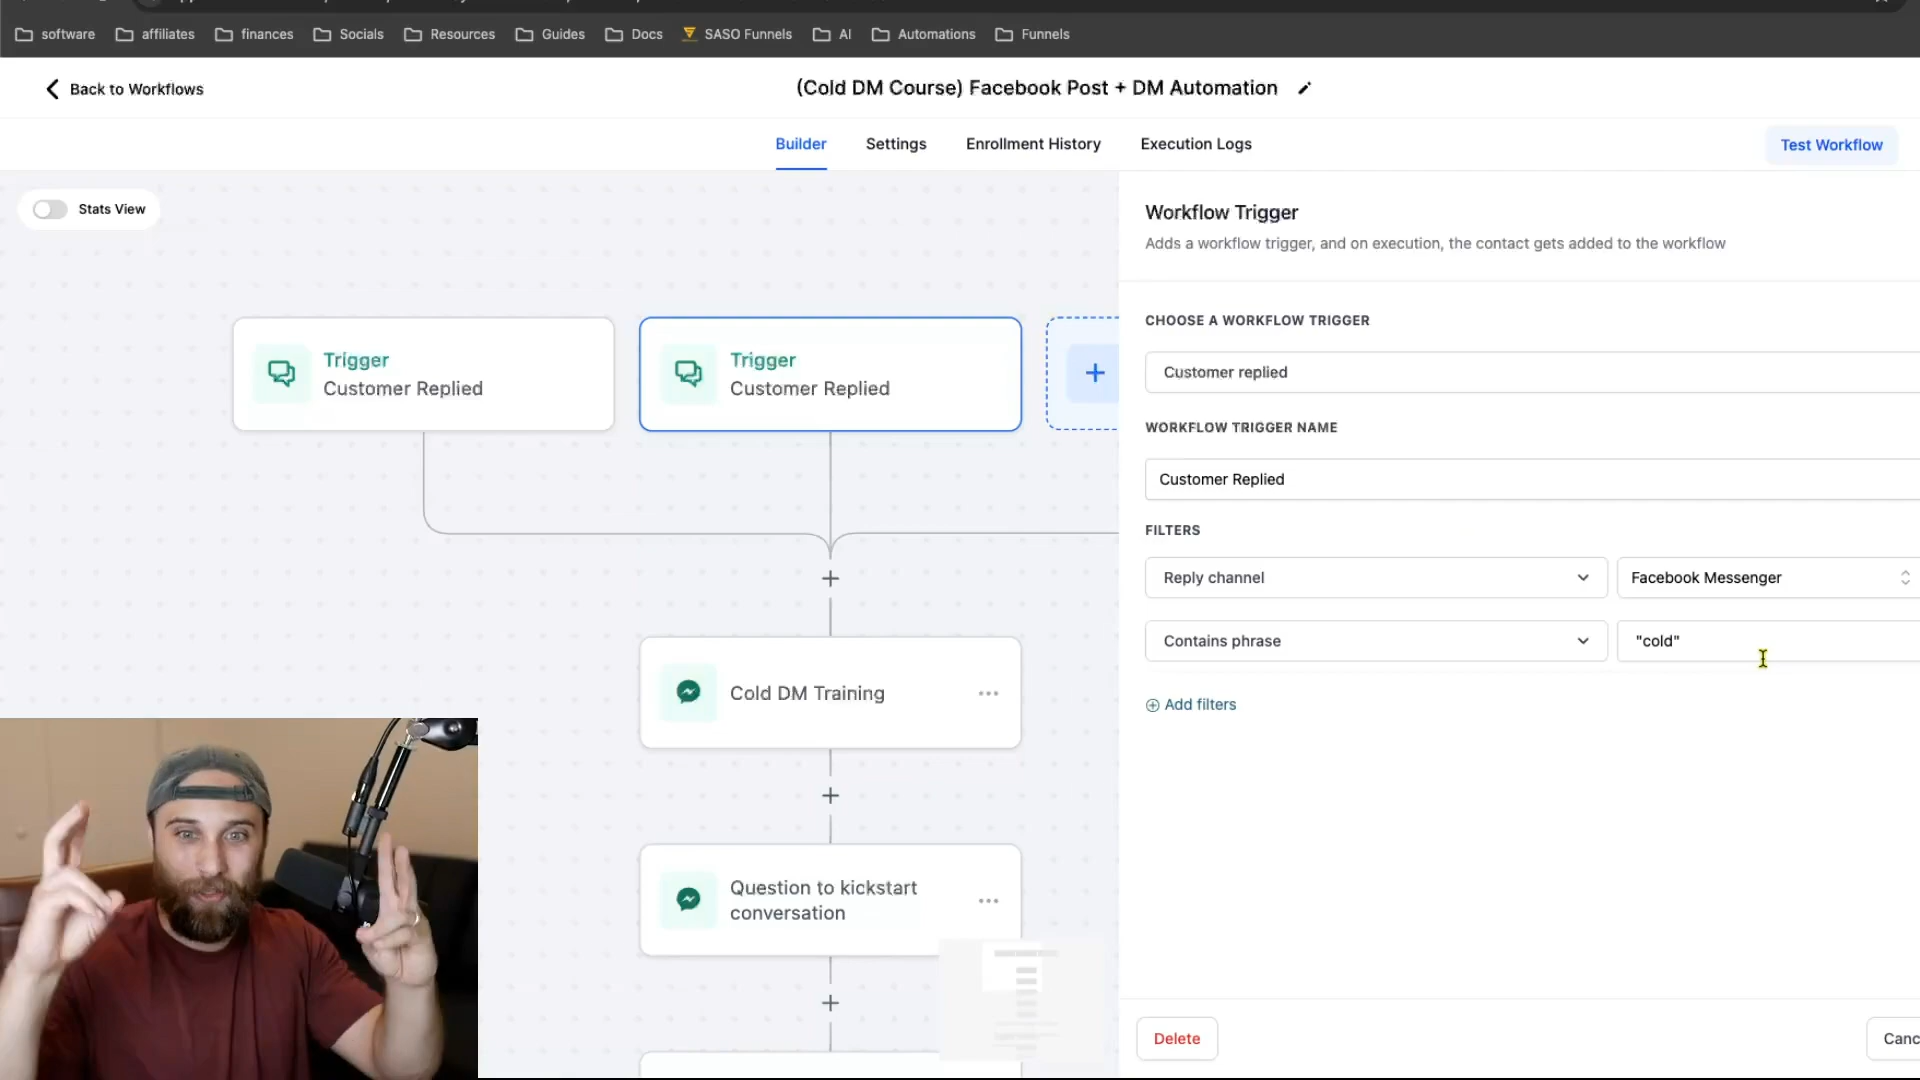 software
affiliates
finances
Socials
Resources
Guides
Docs
SASO Funnels
AI
Automations
Funnels
Back to Workflows
(Cold DM Course) Facebook Post + DM Automation
Builder
Settings
Enrollment History
Execution Logs
Test Workflow
Stats View
Trigger
Customer Replied
Trigger
Customer Replied
Cold DM Training
Question to kickstart
conversation
Workflow Trigger
Adds a workflow trigger, and on execution, the contact gets added to the workflow
CHOOSE A WORKFLOW TRIGGER
Customer replied
WORKFLOW TRIGGER NAME
Customer Replied
FILTERS
Reply channel
Facebook Messenger
Contains phrase
"cold"
Add filters
Delete
Canc